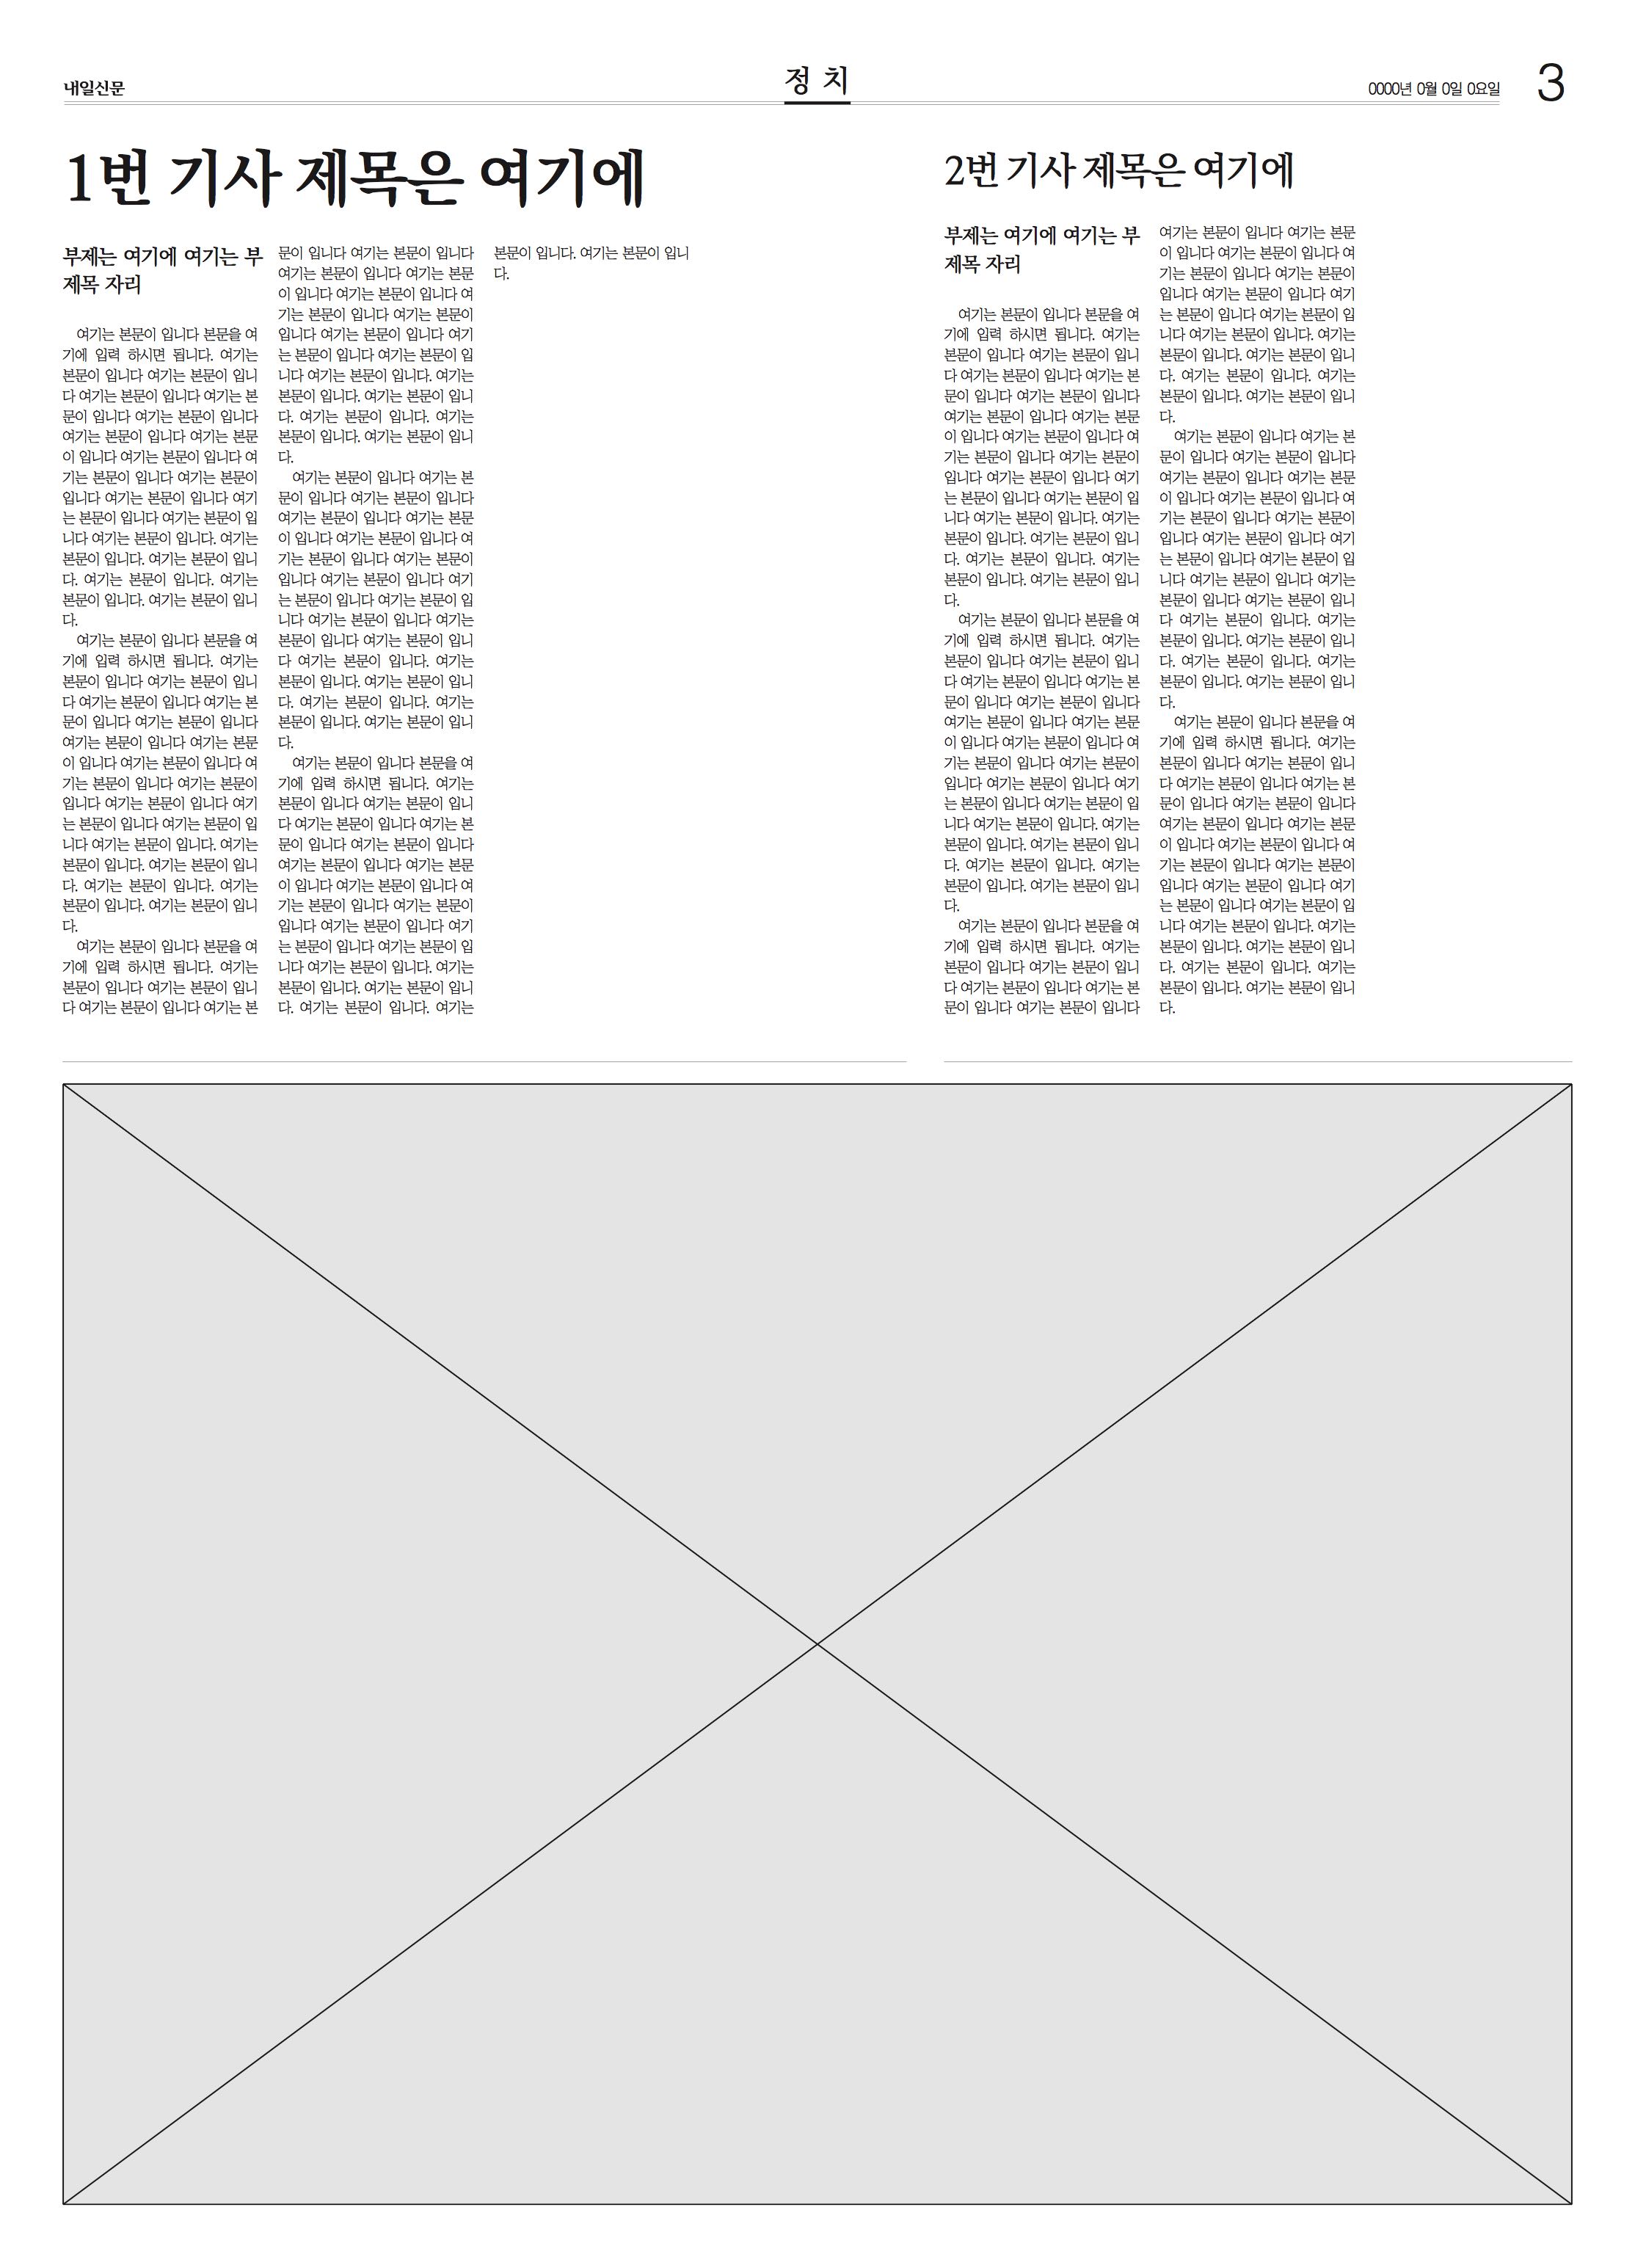 내일신문
정 치
0000년 0월 0일 0요일
3
1번 기사 제목은 여기에
부제는 여기에 여기는 부
제목 자리
여기는 본문이 입니다 본문을 여
기에 입력 하시면 됩니다. 여기는
본문이 입니다 여기는 본문이 입니
다 여기는 본문이 입니다 여기는 본
문이 입니다 여기는 본문이 입니다
여기는 본문이 입니다 여기는 본문
이 입니다 여기는 본문이 입니다 여
기는 본문이 입니다 여기는 본문이
입니다 여기는 본문이 입니다 여기
는 본문이 입니다 여기는 본문이 입
니다 여기는 본문이 입니다. 여기는
본문이 입니다. 여기는 본문이 입니
다. 여기는 본문이 입니다. 여기는
본문이 입니다. 여기는 본문이 입니
다.
여기는 본문이 입니다 본문을 여
기에 입력 하시면 됩니다. 여기는
본문이 입니다 여기는 본문이 입니
다 여기는 본문이 입니다 여기는 본
문이 입니다 여기는 본문이 입니다
여기는 본문이 입니다 여기는 본문
이 입니다 여기는 본문이 입니다 여
기는 본문이 입니다 여기는 본문이
입니다 여기는 본문이 입니다 여기
는 본문이 입니다 여기는 본문이 입
니다 여기는 본문이 입니다. 여기는
본문이 입니다. 여기는 본문이 입니
다. 여기는 본문이 입니다. 여기는
본문이 입니다. 여기는 본문이 입니
다.
여기는 본문이 입니다 본문을 여
기에 입력 하시면 됩니다. 여기는
본문이 입니다 여기는 본문이 입니
다 여기는 본문이 입니다 여기는 본
문이 입니다 여기는 본문이 입니다
여기는 본문이 입니다 여기는 본문
이 입니다 여기는 본문이 입니다 여
기는 본문이 입니다 여기는 본문이
입니다 여기는 본문이 입니다 여기
는 본문이 입니다 여기는 본문이 입
니다 여기는 본문이 입니다. 여기는
본문이 입니다. 여기는 본문이 입니
다. 여기는 본문이 입니다. 여기는
본문이 입니다. 여기는 본문이 입니
다.
여기는 본문이 입니다 여기는 본
문이 입니다 여기는 본문이 입니다
여기는 본문이 입니다 여기는 본문
이 입니다 여기는 본문이 입니다 여
기는 본문이 입니다 여기는 본문이
입니다 여기는 본문이 입니다 여기
는 본문이 입니다 여기는 본문이 입
니다 여기는 본문이 입니다 여기는
본문이 입니다 여기는 본문이 입니
다 여기는 본문이 입니다. 여기는
본문이 입니다. 여기는 본문이 입니
다. 여기는 본문이 입니다. 여기는
본문이 입니다. 여기는 본문이 입니
다.
여기는 본문이 입니다 본문을 여
기에 입력 하시면 됩니다. 여기는
본문이 입니다 여기는 본문이 입니
다 여기는 본문이 입니다 여기는 본
문이 입니다 여기는 본문이 입니다
여기는 본문이 입니다 여기는 본문
이 입니다 여기는 본문이 입니다 여
기는 본문이 입니다 여기는 본문이
입니다 여기는 본문이 입니다 여기
는 본문이 입니다 여기는 본문이 입
니다 여기는 본문이 입니다. 여기는
본문이 입니다. 여기는 본문이 입니
다. 여기는 본문이 입니다. 여기는
본문이 입니다. 여기는 본문이 입니
다.
2번 기사 제목은 여기에
부제는 여기에 여기는 부
제목 자리
여기는 본문이 입니다 본문을 여
기에 입력 하시면 됩니다. 여기는
본문이 입니다 여기는 본문이 입니
다 여기는 본문이 입니다 여기는 본
문이 입니다 여기는 본문이 입니다
여기는 본문이 입니다 여기는 본문
이 입니다 여기는 본문이 입니다 여
기는 본문이 입니다 여기는 본문이
입니다 여기는 본문이 입니다 여기
는 본문이 입니다 여기는 본문이 입
니다 여기는 본문이 입니다. 여기는
본문이 입니다. 여기는 본문이 입니
다. 여기는 본문이 입니다. 여기는
본문이 입니다. 여기는 본문이 입니
다.
여기는 본문이 입니다 본문을 여
기에 입력 하시면 됩니다. 여기는
본문이 입니다 여기는 본문이 입니
다 여기는 본문이 입니다 여기는 본
문이 입니다 여기는 본문이 입니다
여기는 본문이 입니다 여기는 본문
이 입니다 여기는 본문이 입니다 여
기는 본문이 입니다 여기는 본문이
입니다 여기는 본문이 입니다 여기
는 본문이 입니다 여기는 본문이 입
니다 여기는 본문이 입니다. 여기는
본문이 입니다. 여기는 본문이 입니
다. 여기는 본문이 입니다. 여기는
본문이 입니다. 여기는 본문이 입니
다.
여기는 본문이 입니다 본문을 여
기에 입력 하시면 됩니다. 여기는
본문이 입니다 여기는 본문이 입니
다 여기는 본문이 입니다 여기는 본
문이 입니다 여기는 본문이 입니다
여기는 본문이 입니다 여기는 본문
이 입니다 여기는 본문이 입니다 여
기는 본문이 입니다 여기는 본문이
입니다 여기는 본문이 입니다 여기
는 본문이 입니다 여기는 본문이 입
니다 여기는 본문이 입니다. 여기는
본문이 입니다. 여기는 본문이 입니
다. 여기는 본문이 입니다. 여기는
본문이 입니다. 여기는 본문이 입니
다.
여기는 본문이 입니다 여기는 본
문이 입니다 여기는 본문이 입니다
여기는 본문이 입니다 여기는 본문
이 입니다 여기는 본문이 입니다 여
기는 본문이 입니다 여기는 본문이
입니다 여기는 본문이 입니다 여기
는 본문이 입니다 여기는 본문이 입
니다 여기는 본문이 입니다 여기는
본문이 입니다 여기는 본문이 입니
다 여기는 본문이 입니다. 여기는
본문이 입니다. 여기는 본문이 입니
다. 여기는 본문이 입니다. 여기는
본문이 입니다. 여기는 본문이 입니
다.
여기는 본문이 입니다 본문을 여
기에 입력 하시면 됩니다. 여기는
본문이 입니다 여기는 본문이 입니
다 여기는 본문이 입니다 여기는 본
문이 입니다 여기는 본문이 입니다
여기는 본문이 입니다 여기는 본문
이 입니다 여기는 본문이 입니다 여
기는 본문이 입니다 여기는 본문이
입니다 여기는 본문이 입니다 여기
는 본문이 입니다 여기는 본문이 입
니다 여기는 본문이 입니다. 여기는
본문이 입니다. 여기는 본문이 입니
다. 여기는 본문이 입니다. 여기는
본문이 입니다. 여기는 본문이 입니
다.